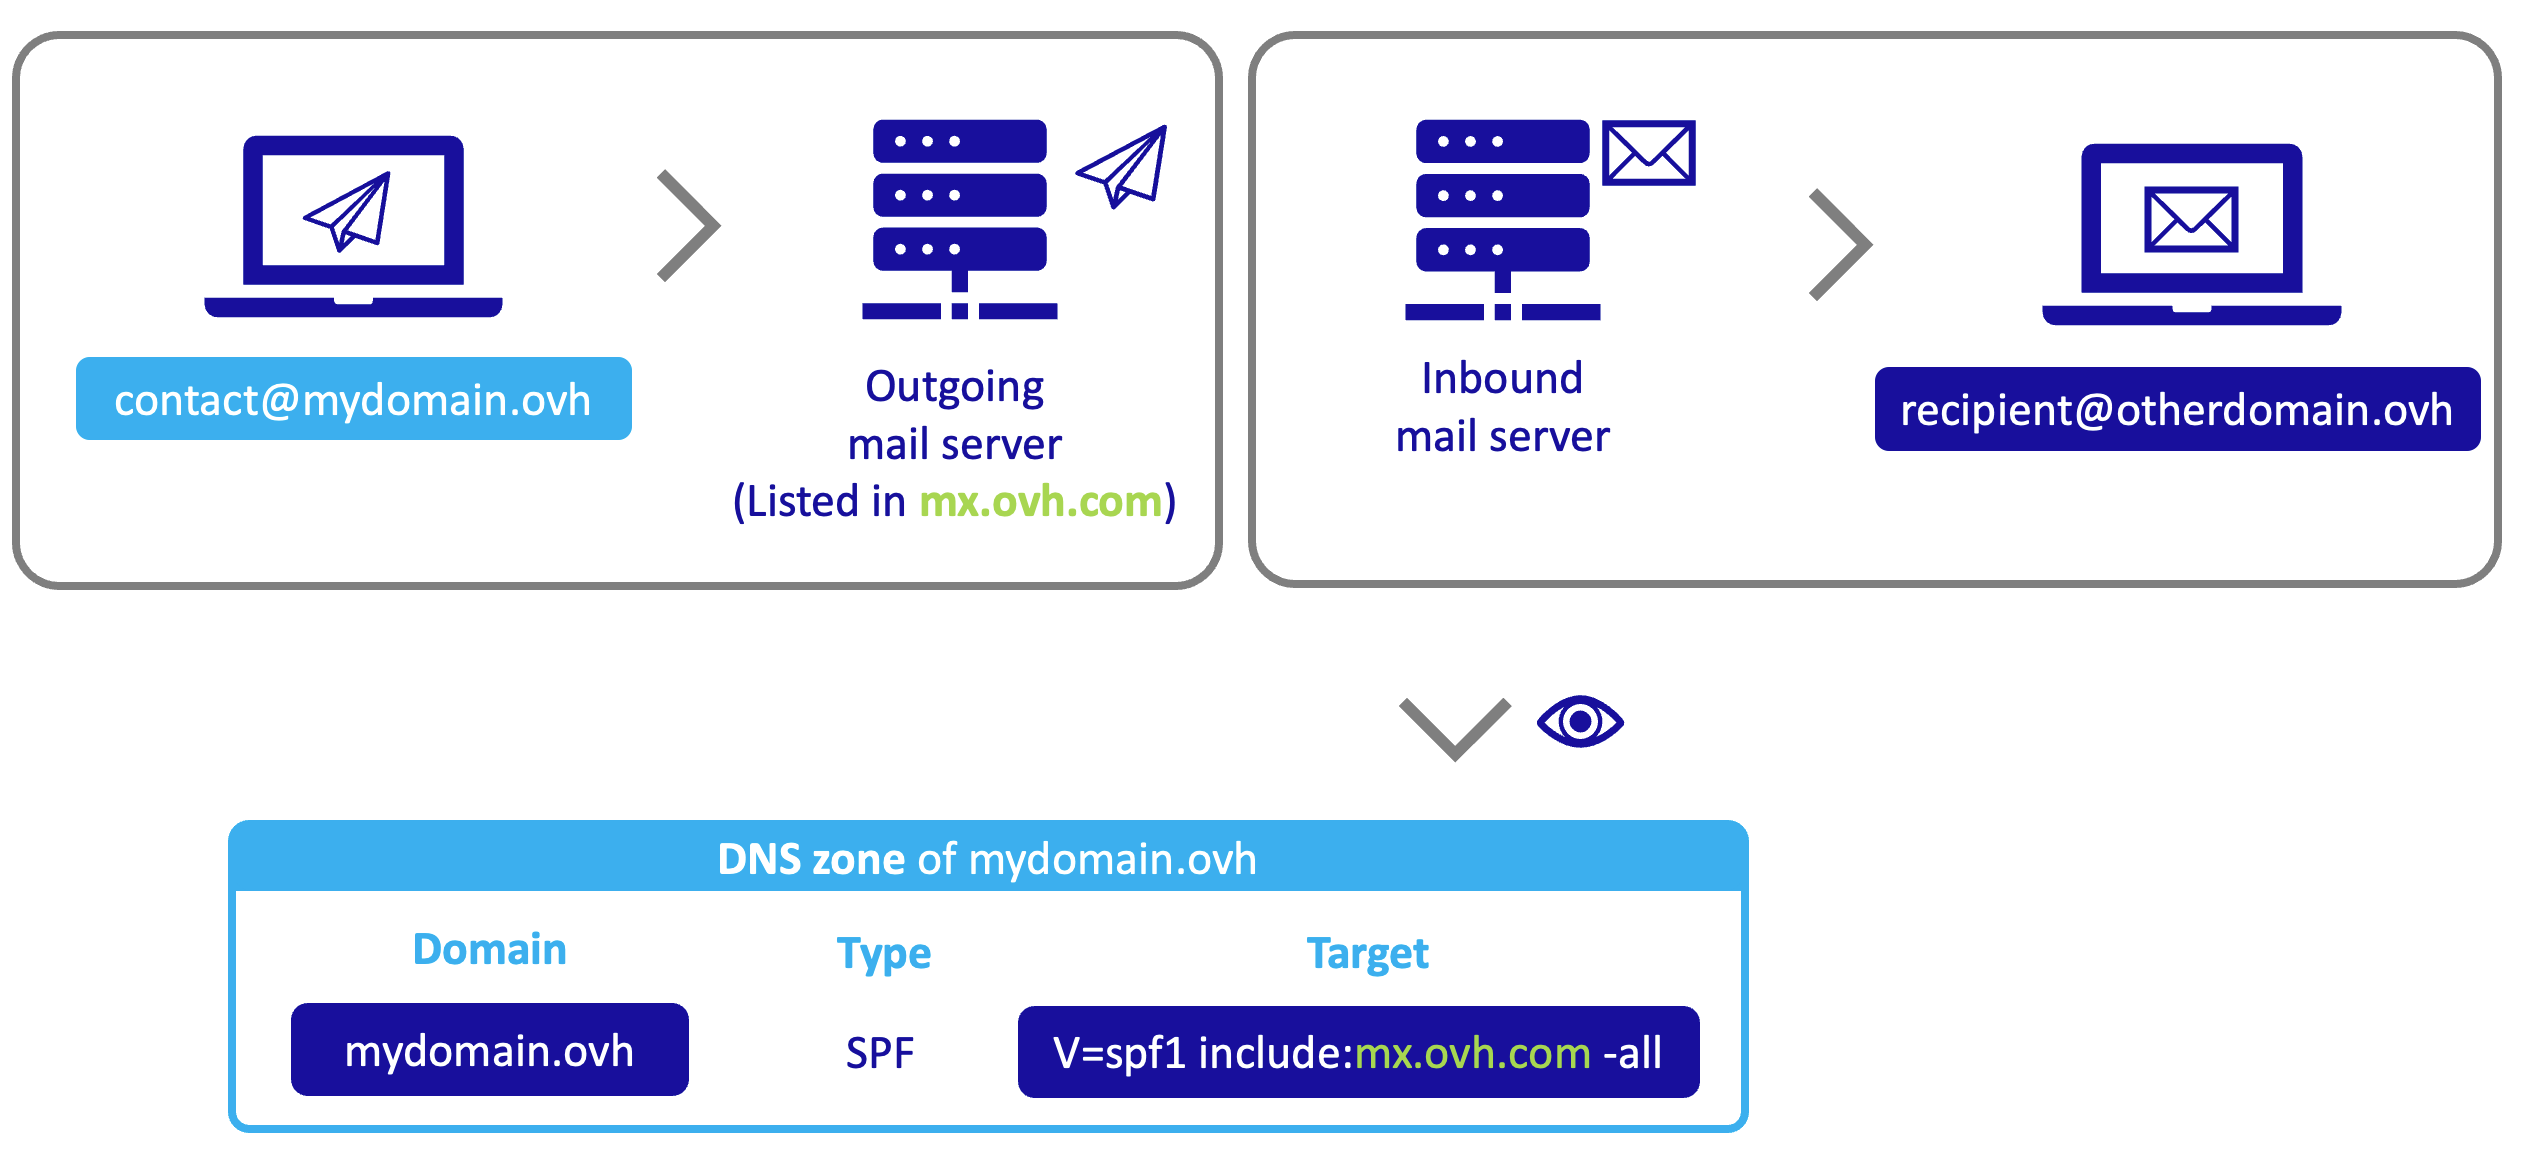 contact@mydomain.ovh
Outgoing
mail server
(Listed in mx.ovh.com)
Inbound
mail server
recipient@otherdomain.ovh
DNS zone of mydomain.ovh
Domain
Type
Target
mydomain.ovh
SPF
V=spf1 include:mx.ovh.com -all